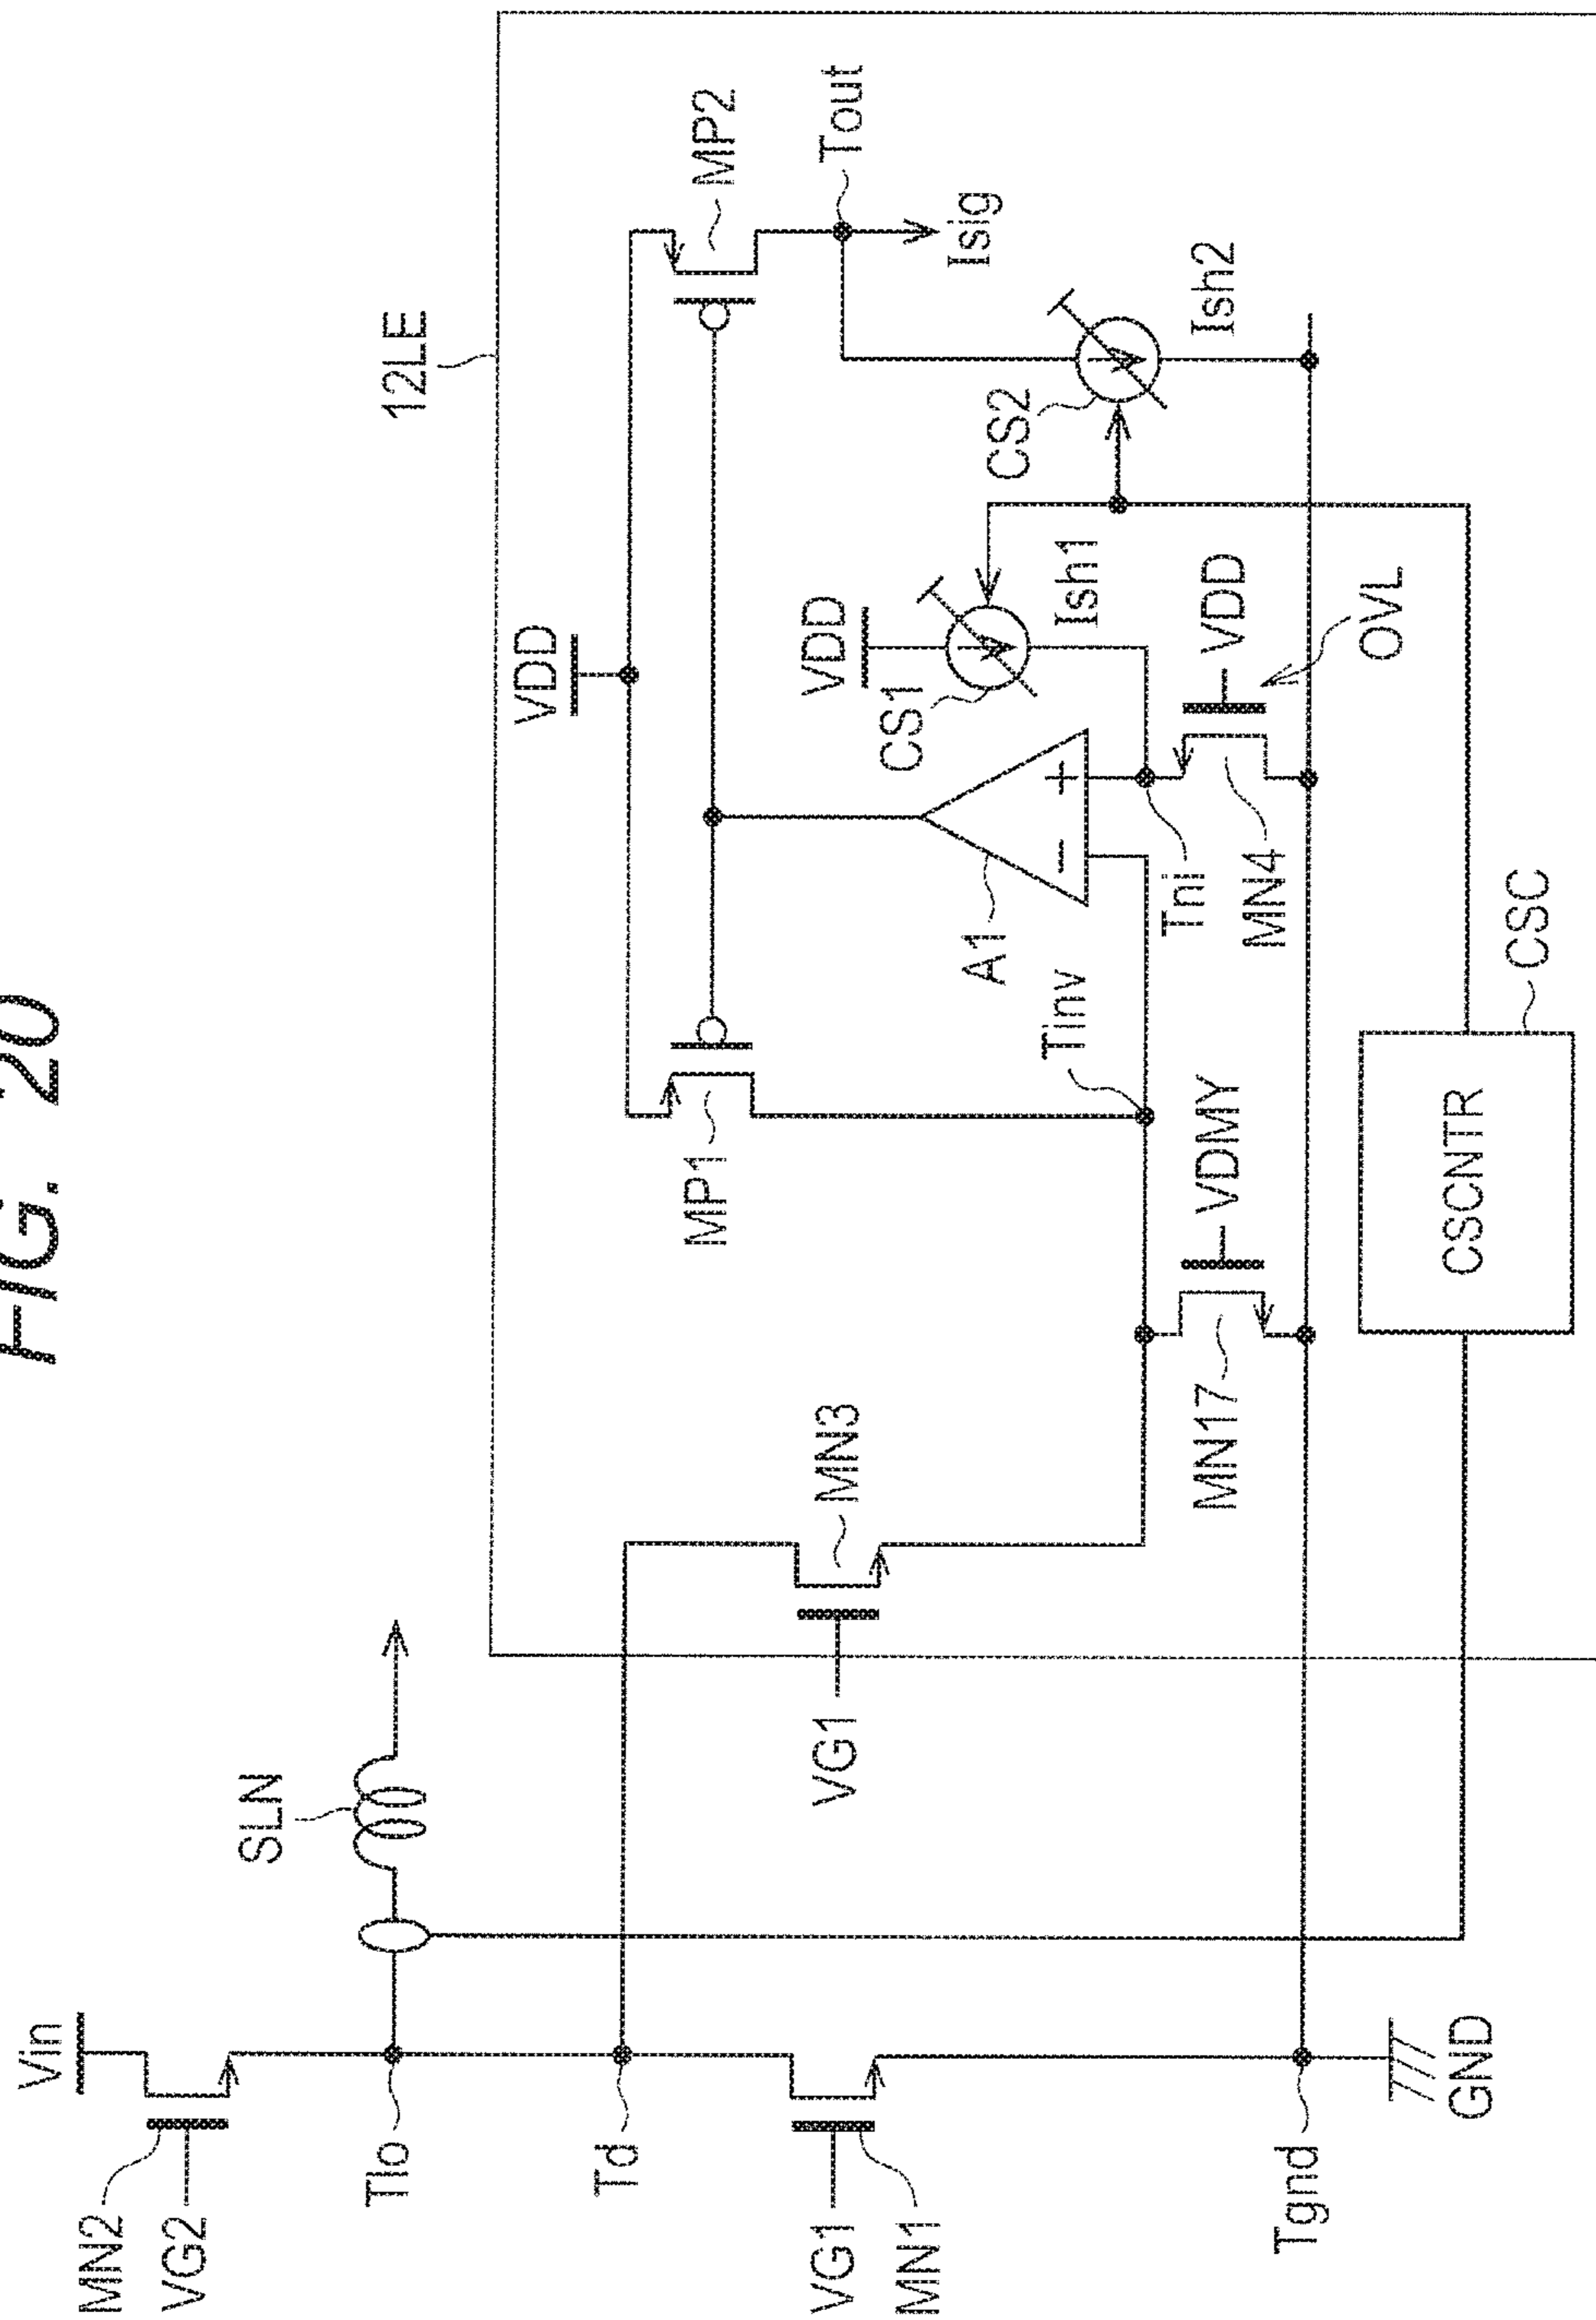 FIG. 20
12LE
Vin
MN2
VG2
Tlo
SLN
Td
VG1
MN1
Tgnd
GND
VG1
MN3
VDD
MP1
MP2
Tout
Isig
A1
−
+
Tinv
Tni
VDD
CS1
Ish1
CS2
Ish2
MN17
VDMY
MN4
VDD
OVL
CSCNTR
CSC